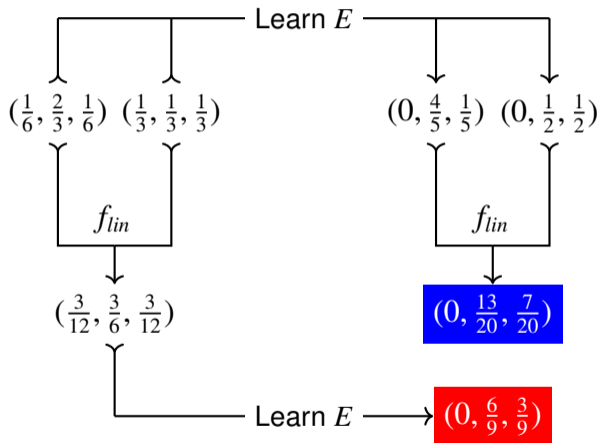 Learn E
(1/6, 2/3, 1/6) (1/3, 1/3, 1/3) (0, 4/5, 1/5) (0, 1/2, 1/2)
f_lin f_lin
(3/12, 3/6, 3/12) (0, 13/20, 7/20)
Learn E (0, 6/9, 3/9)